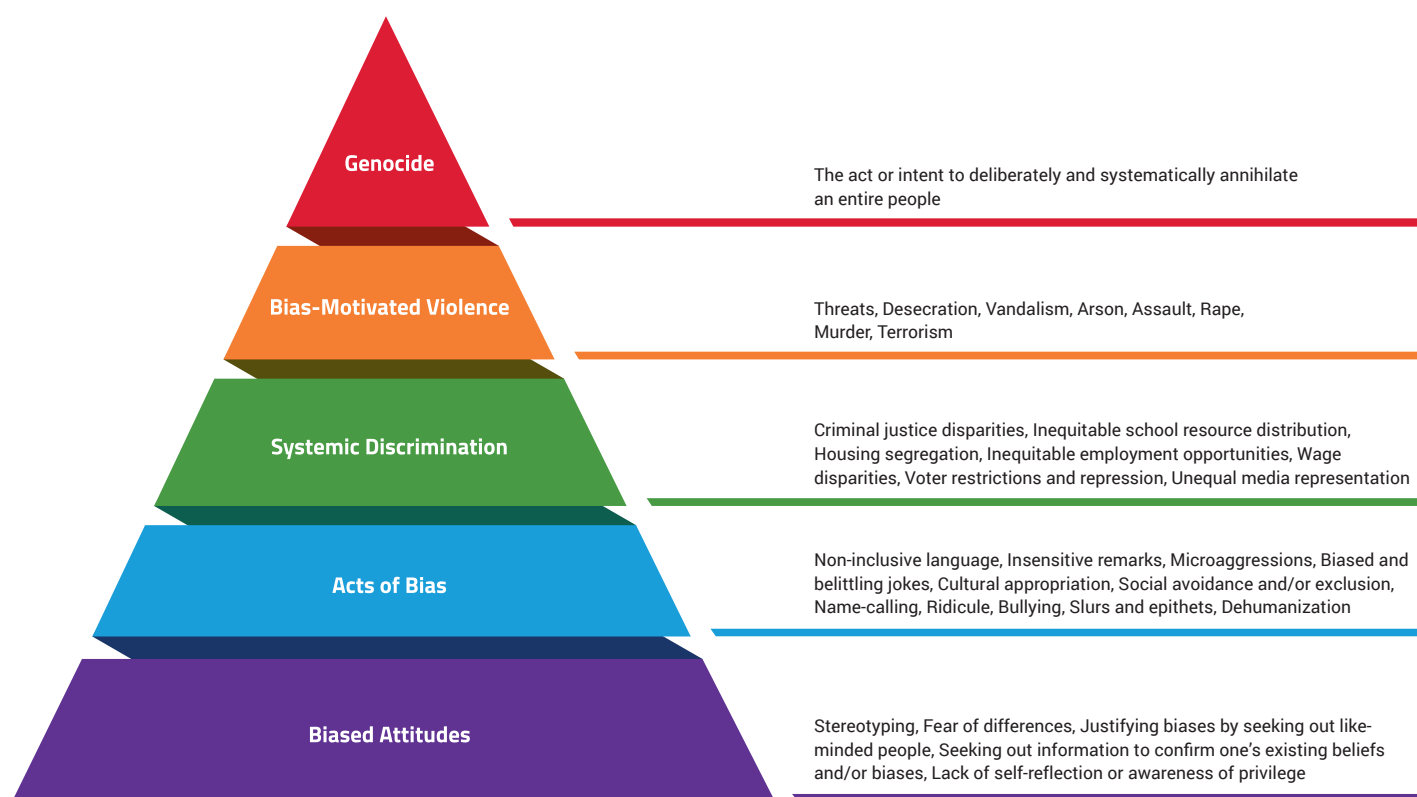 Genocide
The act or intent to deliberately and systematically annihilate
an entire people
Bias-Motivated Violence
Threats, Desecration, Vandalism, Arson, Assault, Rape,
Murder, Terrorism
Systemic Discrimination
Criminal justice disparities, Inequitable school resource distribution,
Housing segregation, Inequitable employment opportunities, Wage
disparities, Voter restrictions and repression, Unequal media representation
Acts of Bias
Non-inclusive language, Insensitive remarks, Microaggressions, Biased and
belittling jokes, Cultural appropriation, Social avoidance and/or exclusion,
Name-calling, Ridicule, Bullying, Slurs and epithets, Dehumanization
Biased Attitudes
Stereotyping, Fear of differences, Justifying biases by seeking out like-
minded people, Seeking out information to confirm one’s existing beliefs
and/or biases, Lack of self-reflection or awareness of privilege